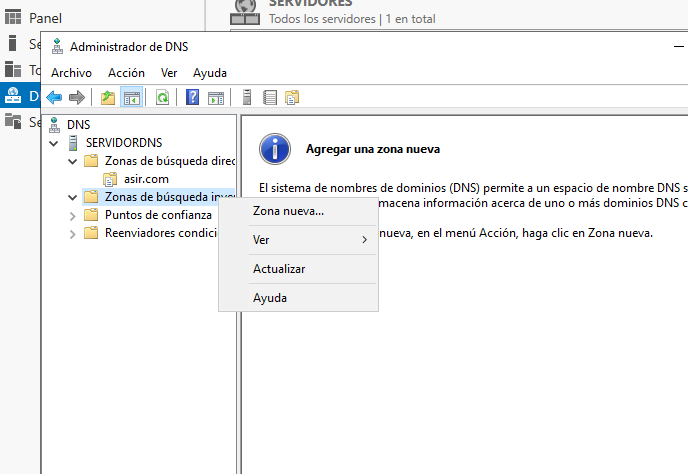 Panel
SERVIDORES
Todos los servidores | 1 en total
Se
To
D
Se
Administrador de DNS
Archivo Acción Ver Ayuda
DNS
SERVIDORDNS
Zonas de búsqueda direc
asir.com
Zonas de búsqueda inve
Puntos de confianza
Reenviadores condici
Zona nueva...
Ver
Actualizar
Ayuda
Agregar una zona nueva
El sistema de nombres de dominios (DNS) permite a un espacio de nombre DNS s
macena información acerca de uno o más dominios DNS c
nueva, en el menú Acción, haga clic en Zona nueva.